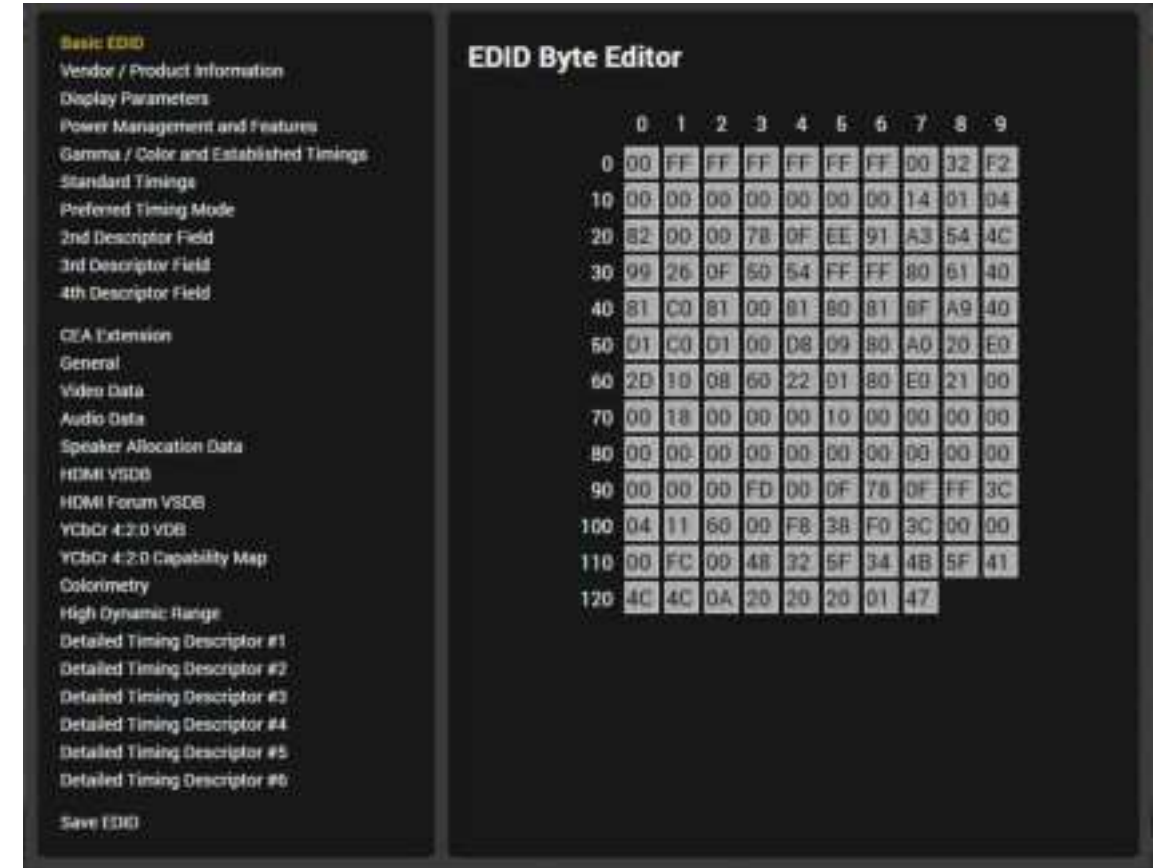 Basic EDID
Vendor / Product Information
Display Parameters
Power Management and Features
Gamma / Color and Established Timings
Standard Timings
Preferred Timing Mode
2nd Descriptor Field
3rd Descriptor Field
4th Descriptor Field
CEA Extension
General
Video Data
Audio Data
Speaker Allocation Data
HDMI VSDB
HDMI Forum VSDB
YCbCr 4:2:0 VDB
YCbCr 4:2:0 Capability Map
Colorimetry
High Dynamic Range
Detailed Timing Descriptor #1
Detailed Timing Descriptor #2
Detailed Timing Descriptor #3
Detailed Timing Descriptor #4
Detailed Timing Descriptor #5
Detailed Timing Descriptor #6
Save EDID
EDID Byte Editor
0 1 2 3 4 5 6 7 8 9
0 00 FF FF FF FF FF FF 00 32 F2
10 00 00 00 00 00 00 00 14 01 04
20 82 00 00 78 0F EE 91 A3 54 4C
30 99 26 0F 50 54 FF FF 80 61 40
40 81 C0 81 00 81 80 81 8F A9 40
50 D1 C0 D1 00 D8 09 80 A0 20 E0
60 2D 10 08 60 22 01 80 E0 21 00
70 00 18 00 00 00 10 00 00 00 00
80 00 00 00 00 00 00 00 00 00 00
90 00 00 00 FD 00 0F 78 0F FF 3C
100 04 11 60 00 F8 38 F0 3C 00 00
110 00 FC 00 48 32 5F 34 4B 5F 41
120 4C 4C 0A 20 20 20 01 47